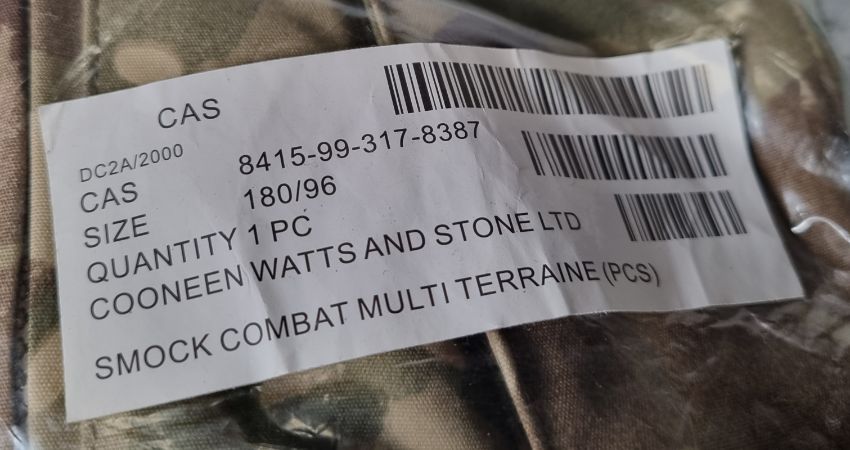 CAS
DC2A/2000
CAS 8415-99-317-8387
SIZE 180/96
QUANTITY 1 PC
COONEEN WATTS AND STONE LTD
SMOCK COMBAT MULTI TERRAINE (PCS)